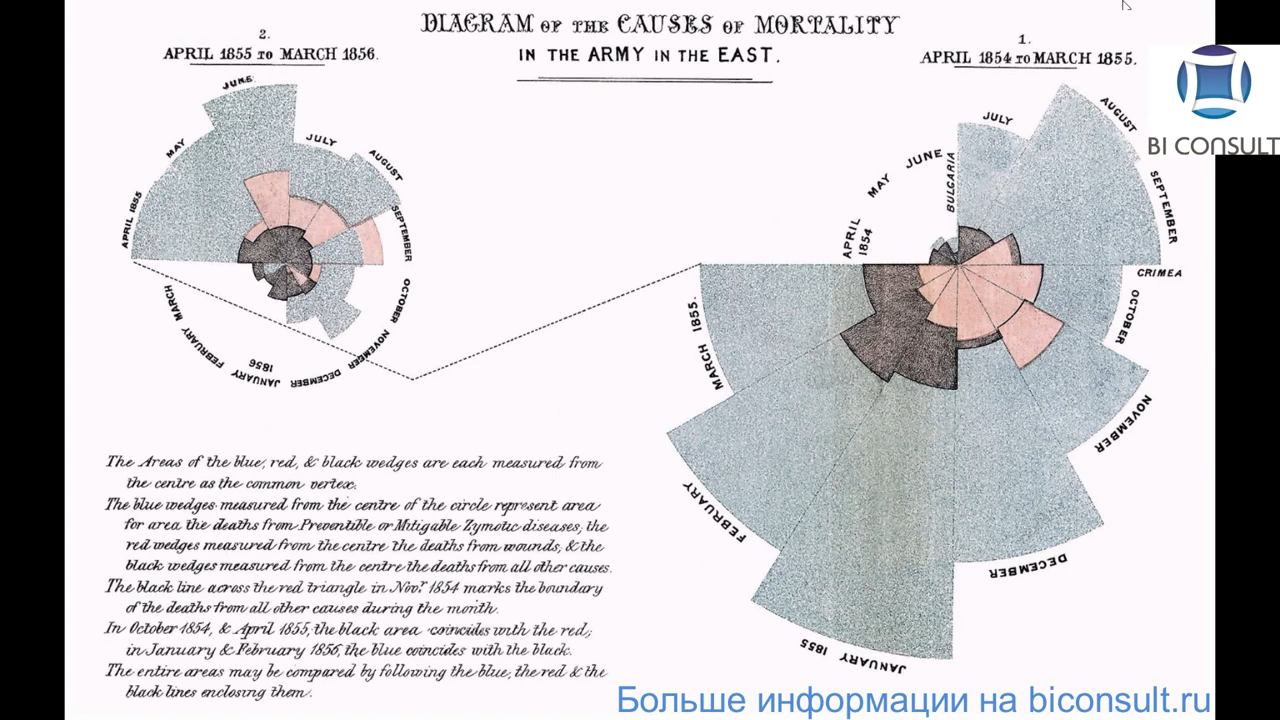 DIAGRAM OF THE CAUSES OF MORTALITY
IN THE ARMY IN THE EAST.
2.
APRIL 1855 TO MARCH 1856.
1.
APRIL 1854 TO MARCH 1855.
BI CONSULT
JUNE
JULY
AUGUST
MAY
SEPTEMBER
APRIL 1855
OCTOBER
NOVEMBER
DECEMBER
JANUARY
1856
FEBRUARY
MARCH
JULY
AUGUST
JUNE
BULGARIA
MAY
SEPTEMBER
APRIL
1854
CRIMEA
OCTOBER
MARCH 1855.
NOVEMBER
FEBRUARY
DECEMBER
JANUARY 1855
The Areas of the blue, red, & black wedges are each measured from
the centre as the common vertex.
The blue wedges measured from the centre of the circle represent area
for area the deaths from Preventible or Mitigable Zymotic diseases; the
red wedges measured from the centre the deaths from wounds; & the
black wedges measured from the centre the deaths from all other causes.
The black line across the red triangle in Novr. 1854 marks the boundary
of the deaths from all other causes during the month.
In October 1854, & April 1855, the black area coincides with the red;
in January & February 1856, the blue coincides with the black.
The entire areas may be compared by following the blue, the red & the
black lines enclosing them.
Больше информации на biconsult.ru